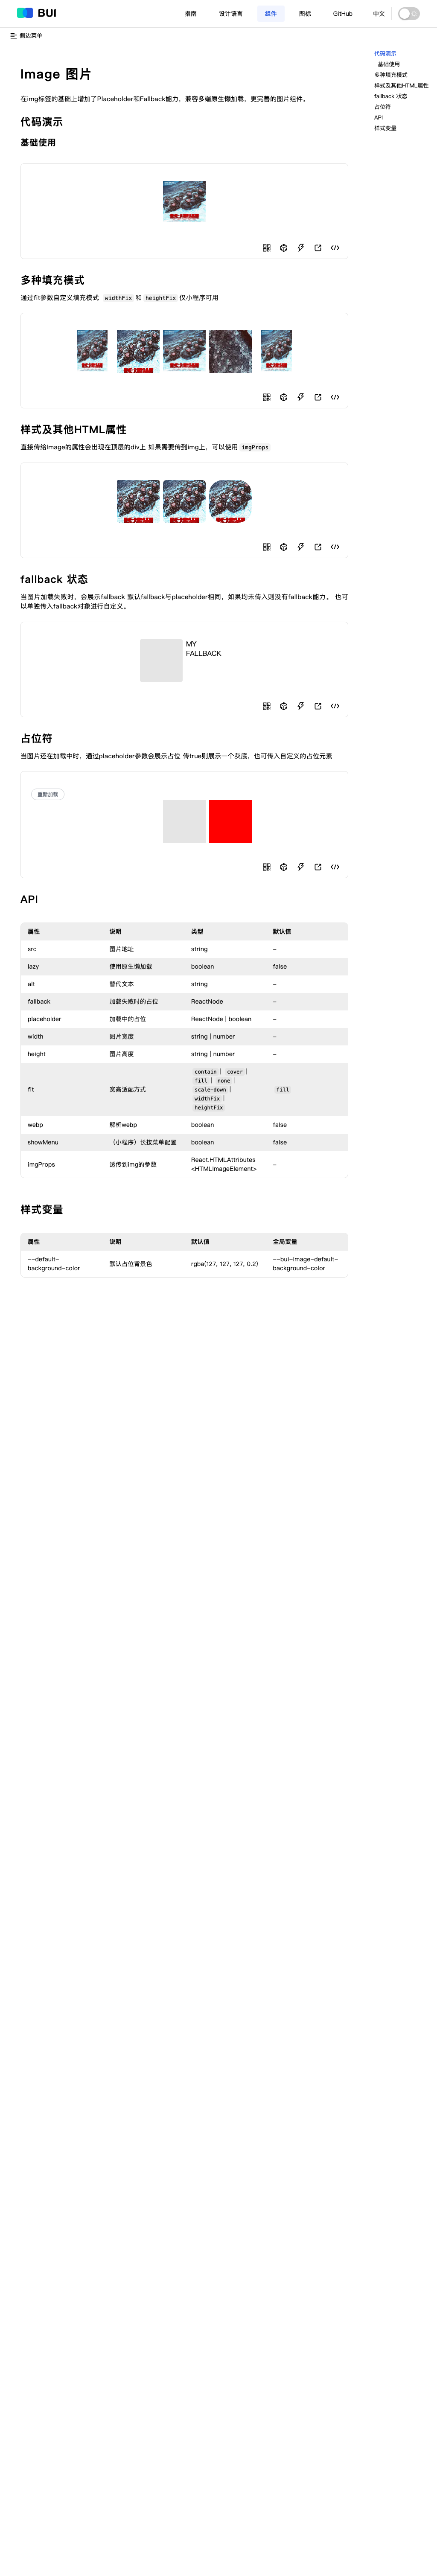 BUI
指南
设计语言
组件
图标
GitHub
中文
侧边菜单
代码演示
基础使用
多种填充模式
样式及其他HTML属性
fallback 状态
占位符
API
样式变量
Image 图片
在img标签的基础上增加了Placeholder和Fallback能力，兼容多端原生懒加载，更完善的图片组件。
代码演示
基础使用
多种填充模式
通过fit参数自定义填充模式 widthFix 和 heightFix 仅小程序可用
样式及其他HTML属性
直接传给Image的属性会出现在顶层的div上 如果需要传到img上，可以使用 imgProps
fallback 状态
当图片加载失败时，会展示fallback 默认fallback与placeholder相同，如果均未传入则没有fallback能力。 也可
以单独传入fallback对象进行自定义。
MY
FALLBACK
占位符
当图片还在加载中时，通过placeholder参数会展示占位 传true则展示一个灰底，也可传入自定义的占位元素
重新加载
API
属性 说明 类型 默认值
src 图片地址 string -
lazy 使用原生懒加载 boolean false
alt 替代文本 string -
fallback 加载失败时的占位 ReactNode -
placeholder 加载中的占位 ReactNode | boolean -
width 图片宽度 string | number -
height 图片高度 string | number -
contain | cover |
fill | none |
fit 宽高适配方式 scale-down | fill
widthFix |
heightFix
webp 解析webp boolean false
showMenu （小程序）长按菜单配置 boolean false
imgProps 透传到img的参数 React.HTMLAttributes
<HTMLImageElement> -
样式变量
属性 说明 默认值 全局变量
--default-
background-color 默认占位背景色 rgba(127, 127, 127, 0.2) --bui-image-default-
background-color